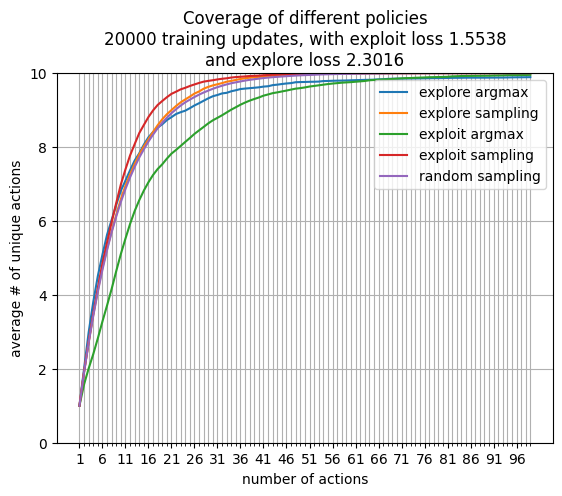 Coverage of different policies
20000 training updates, with exploit loss 1.5538
and explore loss 2.3016
10
8
6
4
2
0
average # of unique actions
explore argmax
explore sampling
exploit argmax
exploit sampling
random sampling
1 6 11 16 21 26 31 36 41 46 51 56 61 66 71 76 81 86 91 96
number of actions